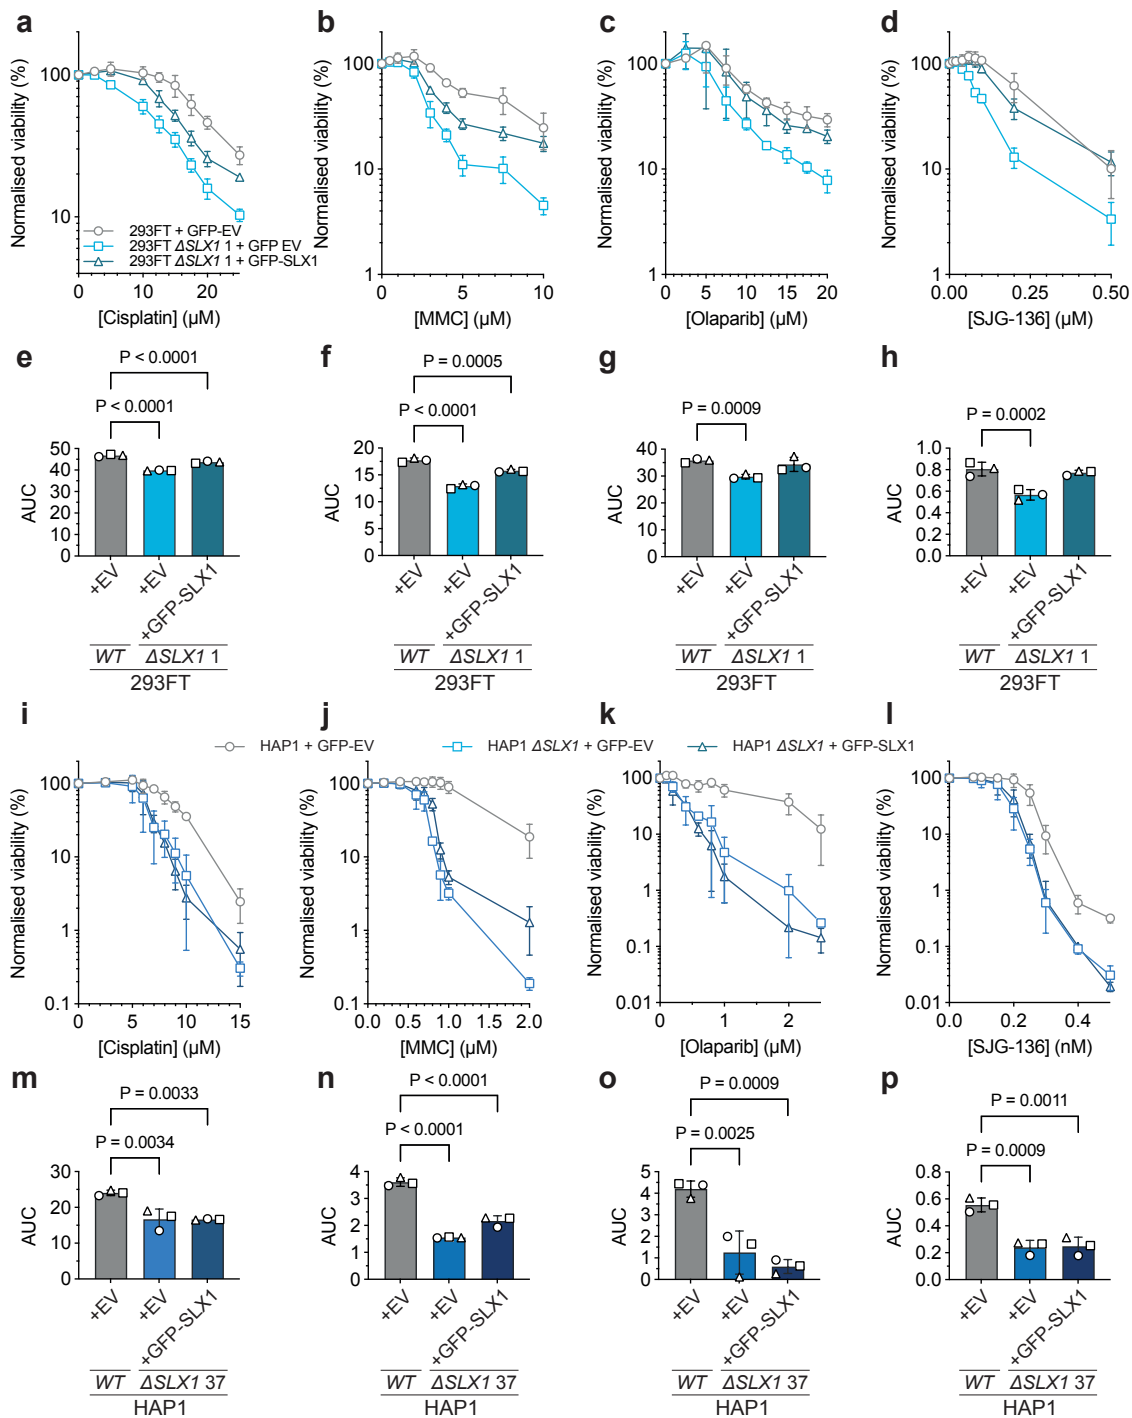 a
b
c
d
Normalised viability (%)
100
10
0
10
20
[Cisplatin] (µM)
293FT + GFP-EV
293FT ΔSLX1 1 + GFP EV
293FT ΔSLX1 1 + GFP-SLX1
Normalised viability (%)
100
10
1
0
5
10
[MMC] (µM)
Normalised viability (%)
100
10
1
0
5
10
15
20
[Olaparib] (µM)
Normalised viability (%)
100
10
1
0.00
0.25
0.50
[SJG-136] (µM)
e
f
g
h
P < 0.0001
P < 0.0001
AUC
50
40
30
20
10
0
+EV
+EV
+GFP-SLX1
WT
ΔSLX1 1
293FT
P = 0.0005
P < 0.0001
AUC
20
15
10
5
0
+EV
+EV
+GFP-SLX1
WT
ΔSLX1 1
293FT
P = 0.0009
AUC
40
30
20
10
0
+EV
+EV
+GFP-SLX1
WT
ΔSLX1 1
293FT
P = 0.0002
AUC
1.0
0.8
0.6
0.4
0.2
0.0
+EV
+EV
+GFP-SLX1
WT
ΔSLX1 1
293FT
i
j
k
l
HAP1 + GFP-EV
HAP1 ΔSLX1 + GFP-EV
HAP1 ΔSLX1 + GFP-SLX1
Normalised viability (%)
100
10
1
0.1
0
5
10
15
[Cisplatin] (µM)
Normalised viability (%)
100
10
1
0.1
0.0
0.5
1.0
1.5
2.0
[MMC] (µM)
Normalised viability (%)
100
10
1
0.1
0.01
0
1
2
[Olaparib] (µM)
Normalised viability (%)
100
10
1
0.1
0.01
0.0
0.2
0.4
[SJG-136] (nM)
m
n
o
p
P = 0.0033
P = 0.0034
AUC
30
20
10
0
+EV
+EV
+GFP-SLX1
WT
ΔSLX1 37
HAP1
P < 0.0001
P < 0.0001
AUC
4
3
2
1
0
+EV
+EV
+GFP-SLX1
WT
ΔSLX1 37
HAP1
P = 0.0009
P = 0.0025
AUC
5
4
3
2
1
0
+EV
+EV
+GFP-SLX1
WT
ΔSLX1 37
HAP1
P = 0.0011
P = 0.0009
AUC
0.8
0.6
0.4
0.2
0.0
+EV
+EV
+GFP-SLX1
WT
ΔSLX1 37
HAP1